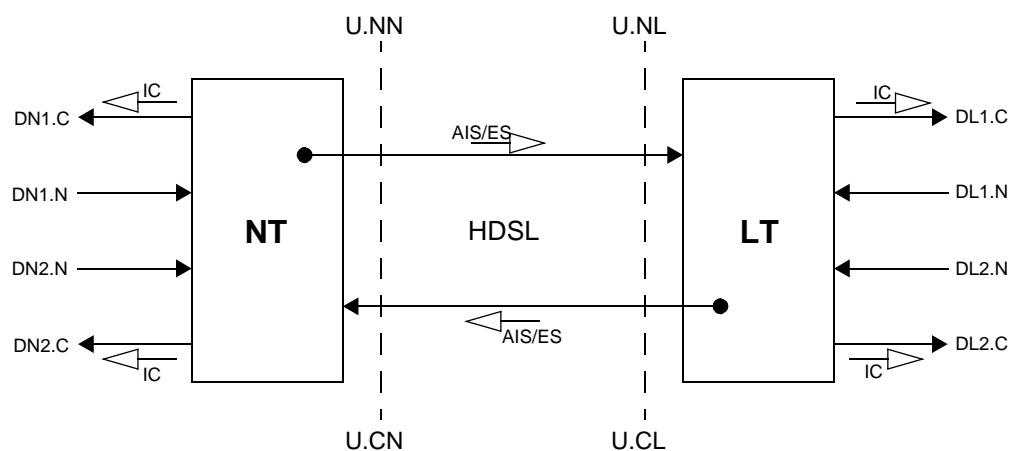 U.NN
U.NL
IC
IC
DN1.C
DL1.C
AIS/ES
DN1.N
DL1.N
NT
HDSL
LT
DN2.N
DL2.N
AIS/ES
DN2.C
DL2.C
IC
IC
U.CN
U.CL